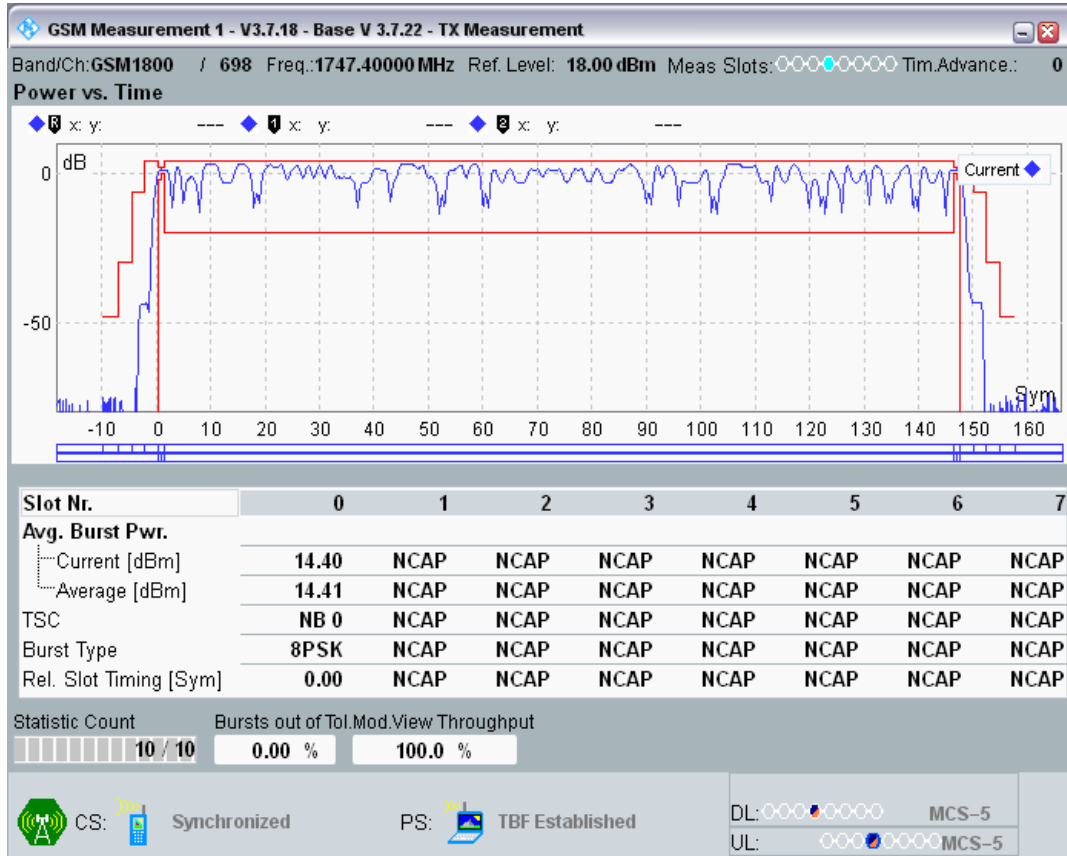 GSM Measurement 1 - V3.7.18 - Base V 3.7.22 - TX Measurement
Band/Ch:GSM1800 / 698 Freq.:1747.40000 MHz Ref. Level: 18.00 dBm Meas Slots: Tim.Advance.: 0
Power vs. Time
R x: y: --- 1 x: y: --- 2 x: y: ---
dB
Current
0
-50
Sym
-10 0 10 20 30 40 50 60 70 80 90 100 110 120 130 140 150 160
Slot Nr. 0 1 2 3 4 5 6 7
Avg. Burst Pwr.
Current [dBm] 14.40 NCAP NCAP NCAP NCAP NCAP NCAP NCAP
Average [dBm] 14.41 NCAP NCAP NCAP NCAP NCAP NCAP NCAP
TSC NB 0 NCAP NCAP NCAP NCAP NCAP NCAP NCAP
Burst Type 8PSK NCAP NCAP NCAP NCAP NCAP NCAP NCAP
Rel. Slot Timing [Sym] 0.00 NCAP NCAP NCAP NCAP NCAP NCAP NCAP
Statistic Count Bursts out of Tol.Mod.View Throughput
10 / 10 0.00 % 100.0 %
CS: Synchronized PS: TBF Established
DL: MCS-5
UL: MCS-5